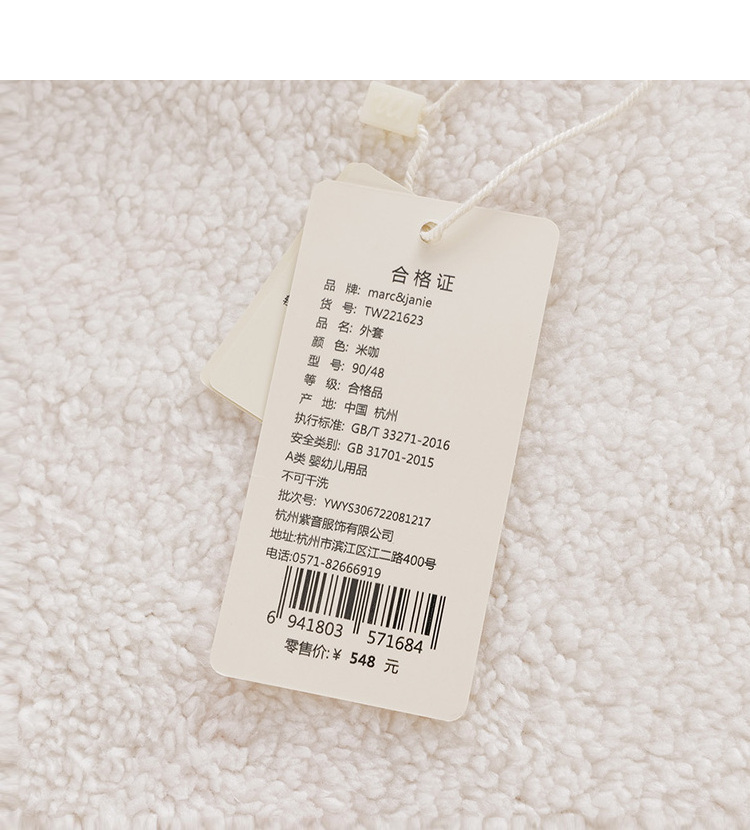 合格证
品 牌: marc&janie
货 号: TW221623
品 名: 外套
颜 色: 米咖
型 号: 90/48
等 级: 合格品
产 地: 中国 杭州
执行标准: GB/T 33271-2016
安全类别: GB 31701-2015
A类 婴幼儿用品
不可干洗
批次号: YWYS306722081217
杭州紫音服饰有限公司
地址:杭州市滨江区江二路400号
电话:0571-82666919
6 941803 571684
零售价:¥ 548 元